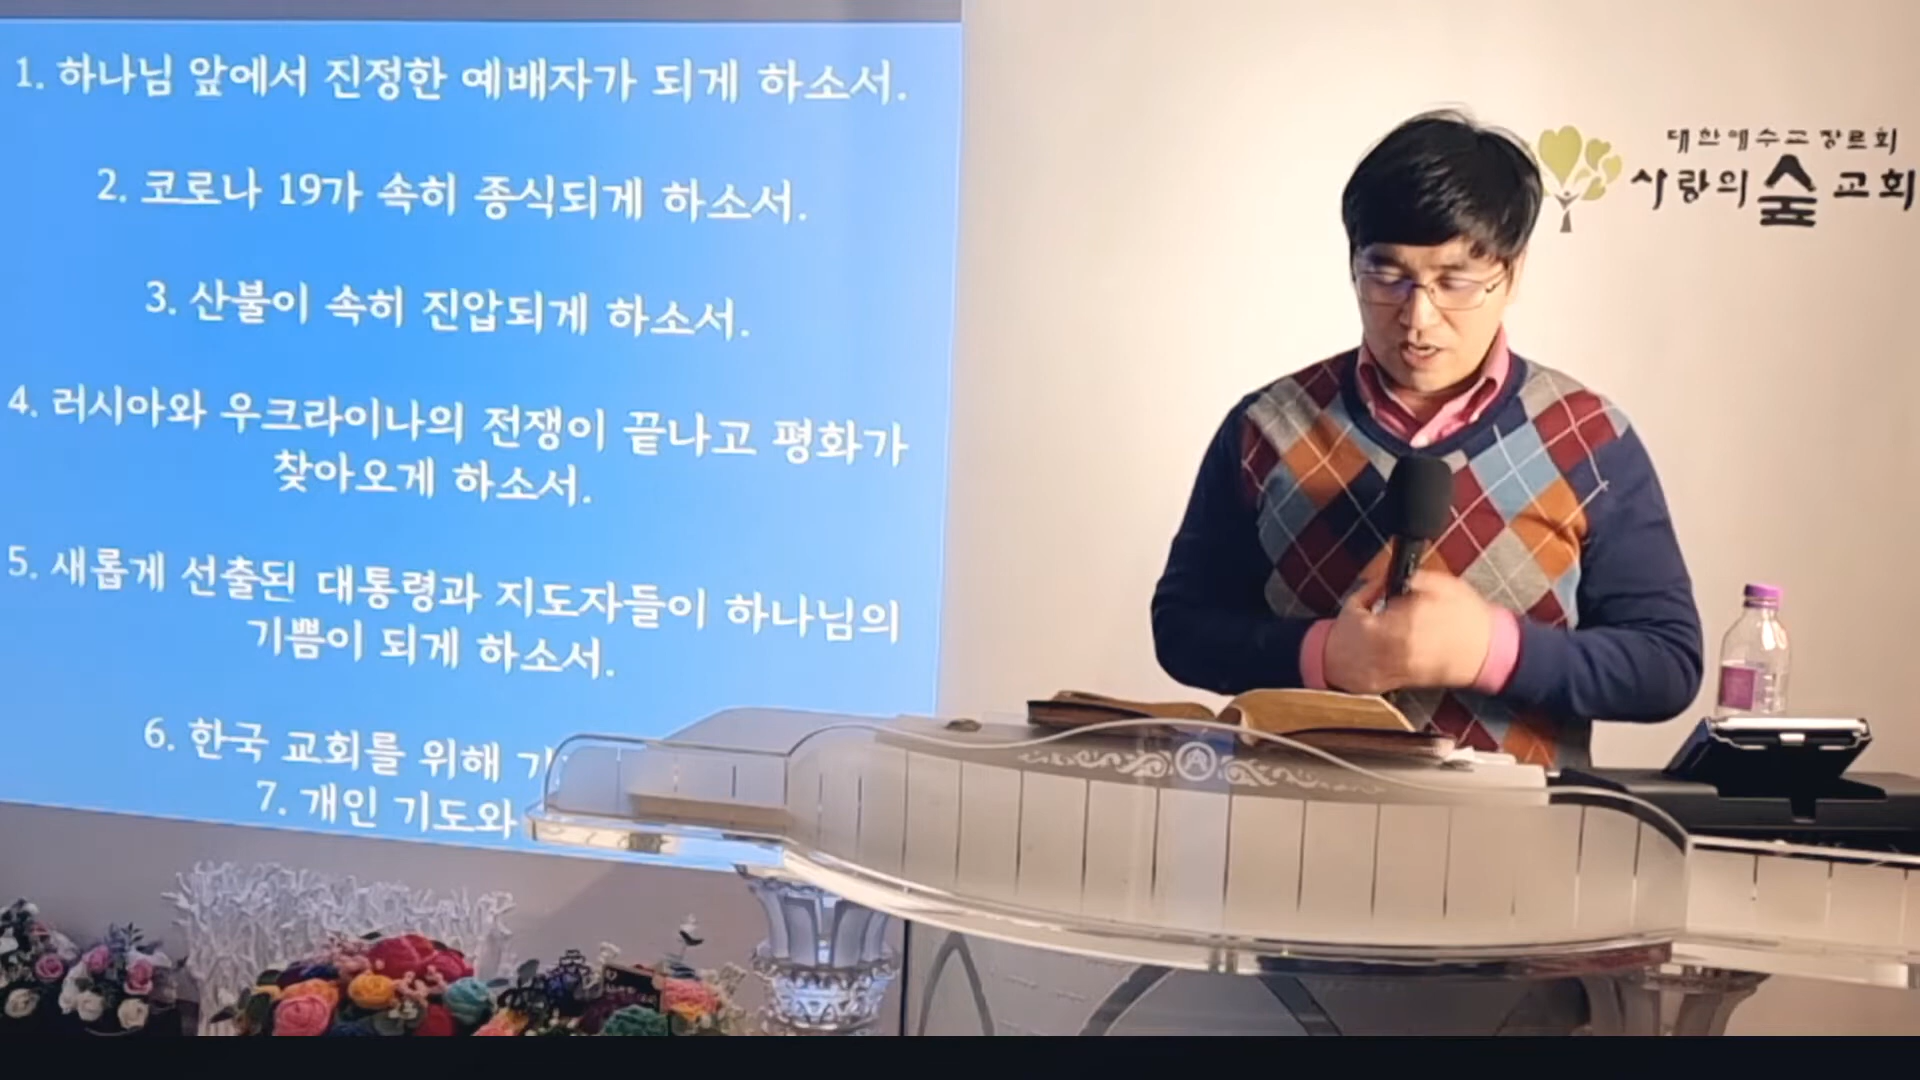 1. 하나님 앞에서 진정한 예배자가 되게 하소서.
2. 코로나 19가 속히 종식되게 하소서.
3. 산불이 속히 진압되게 하소서.
4. 러시아와 우크라이나의 전쟁이 끝나고 평화가
찾아오게 하소서.
5. 새롭게 선출된 대통령과 지도자들이 하나님의
기쁨이 되게 하소서.
6. 한국 교회를 위해
7. 개인 기도와
대한예수교장로회
사랑의숲교회